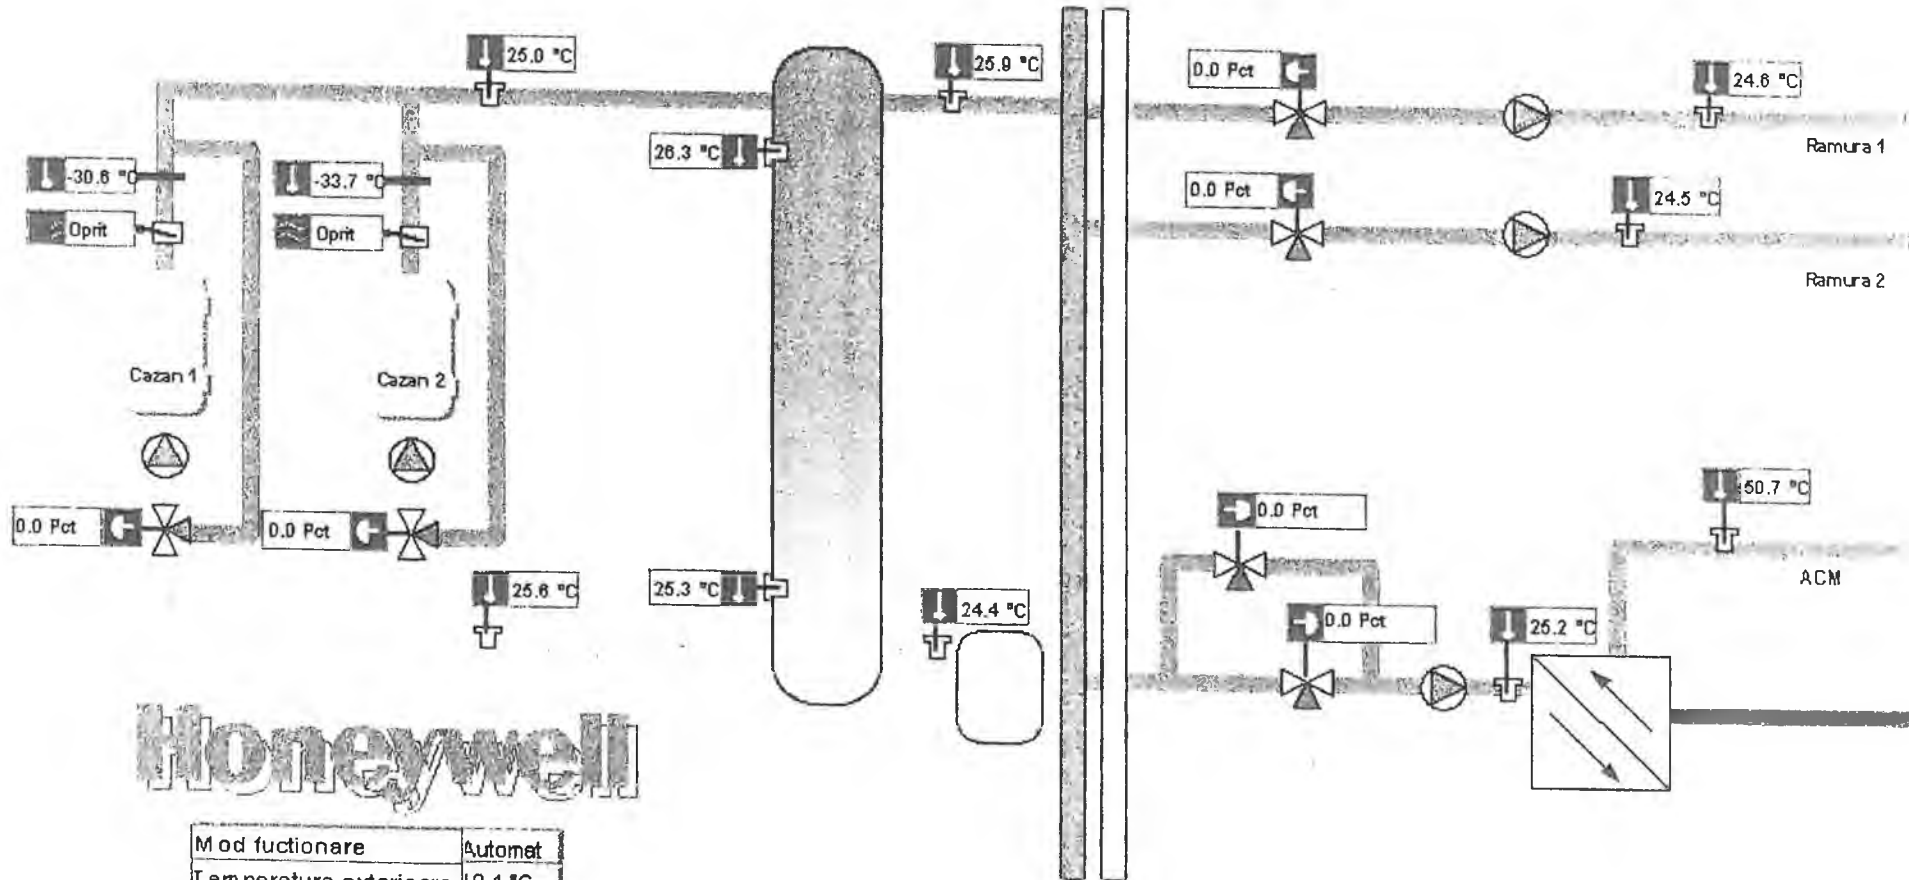 25.0 °C
25.9 °C
0.0 Pct
24.6 °C
Ramura 1
26.3 °C
-30.6 °C
-33.7 °C
0.0 Pct
24.5 °C
Oprit
Oprit
Ramura 2
Cazan 1
Cazan 2
50.7 °C
0.0 Pct
0.0 Pct
0.0 Pct
ACM
25.6 °C
25.3 °C
24.4 °C
0.0 Pct
25.2 °C
Honeywell
Mod fuctionare Automat
Temperatura exterioara